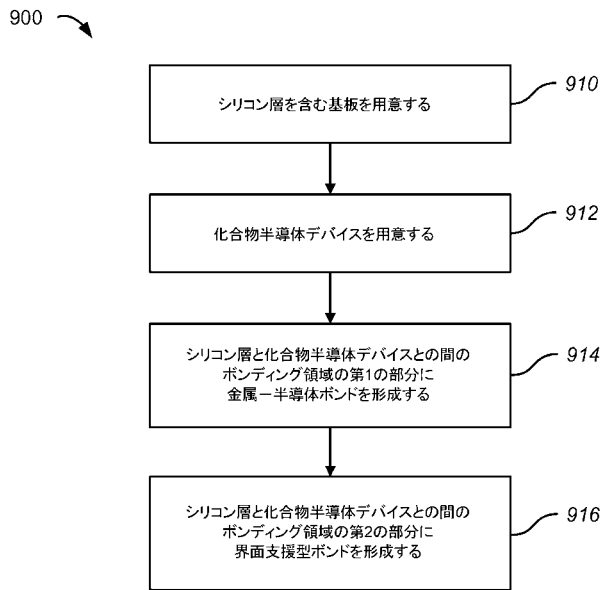 900
シリコン層を含む基板を用意する
910
化合物半導体デバイスを用意する
912
シリコン層と化合物半導体デバイスとの間の
ボンディング領域の第1の部分に
金属－半導体ボンドを形成する
914
シリコン層と化合物半導体デバイスとの間の
ボンディング領域の第2の部分に
界面支援型ボンドを形成する
916